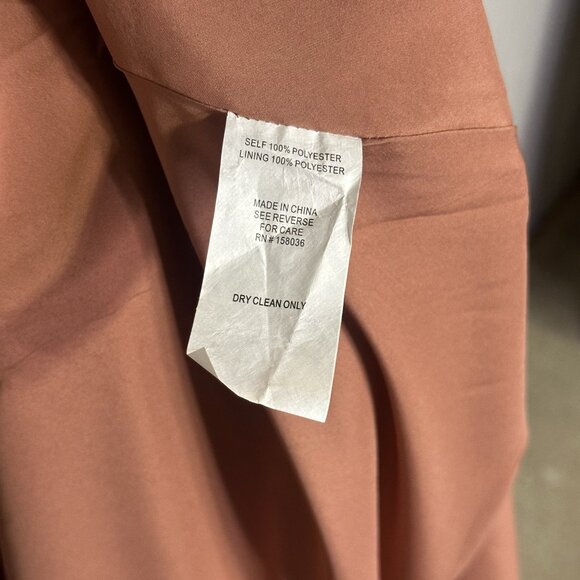 SELF 100% POLYESTER
LINING 100% POLYESTER
MADE IN CHINA
SEE REVERSE
FOR CARE
RN # 158036
DRY CLEAN ONLY